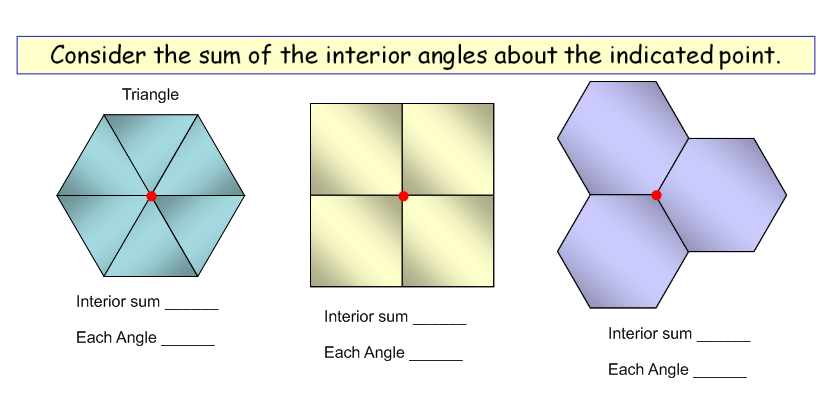 Consider the sum of the interior angles about the indicated point.
Triangle
Interior sum ______
Each Angle ______
Interior sum ______
Each Angle ______
Interior sum ______
Each Angle ______